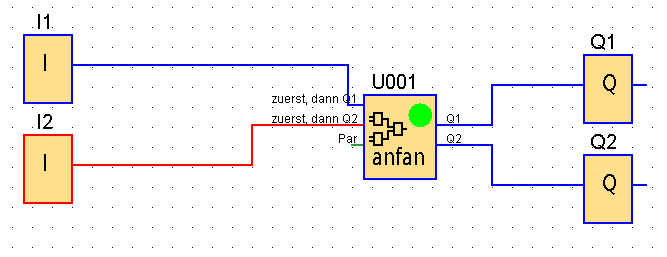 I1
I
I2
I
zuerst, dann Q1
zuerst, dann Q2
Par
U001
anfan
Q1
Q2
Q1
Q
Q2
Q